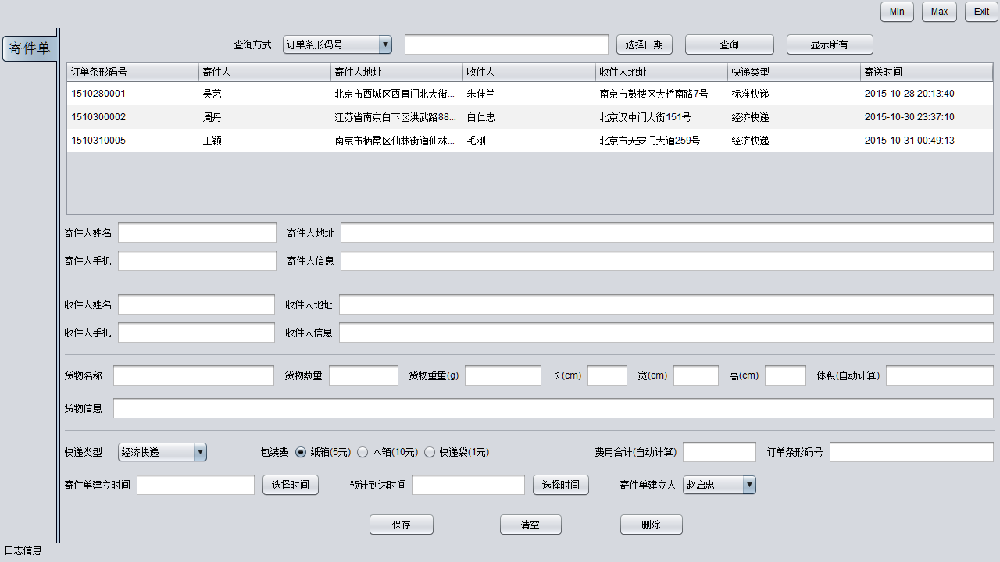 Min Max Exit
寄件单
查询方式 订单条形码号 选择日期 查询 显示所有
订单条形码号 寄件人 寄件人地址 收件人 收件人地址 快递类型 寄送时间
1510280001 吴艺 北京市西城区西直门北大街... 朱佳兰 南京市鼓楼区大桥南路7号 标准快递 2015-10-28 20:13:40
1510300002 周丹 江苏省南京白下区洪武路88... 白仁忠 北京汉中门大街151号 经济快递 2015-10-30 23:37:10
1510310005 王颖 南京市栖霞区仙林街道仙林... 毛刚 北京市天安门大道259号 经济快递 2015-10-31 00:49:13
寄件人姓名 寄件人地址
寄件人手机 寄件人信息
收件人姓名 收件人地址
收件人手机 收件人信息
货物名称 货物数量 货物重量(g) 长(cm) 宽(cm) 高(cm) 体积(自动计算)
货物信息
快递类型 经济快递 包装费 纸箱(5元) 木箱(10元) 快递袋(1元) 费用合计(自动计算) 订单条形码号
寄件单建立时间 选择时间 预计到达时间 选择时间 寄件单建立人 赵启忠
保存 清空 删除
日志信息